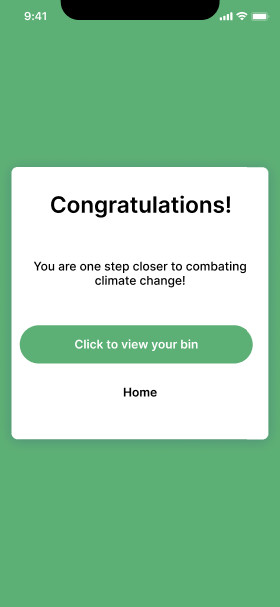 9:41
Congratulations!
You are one step closer to combating
climate change!
Click to view your bin
Home